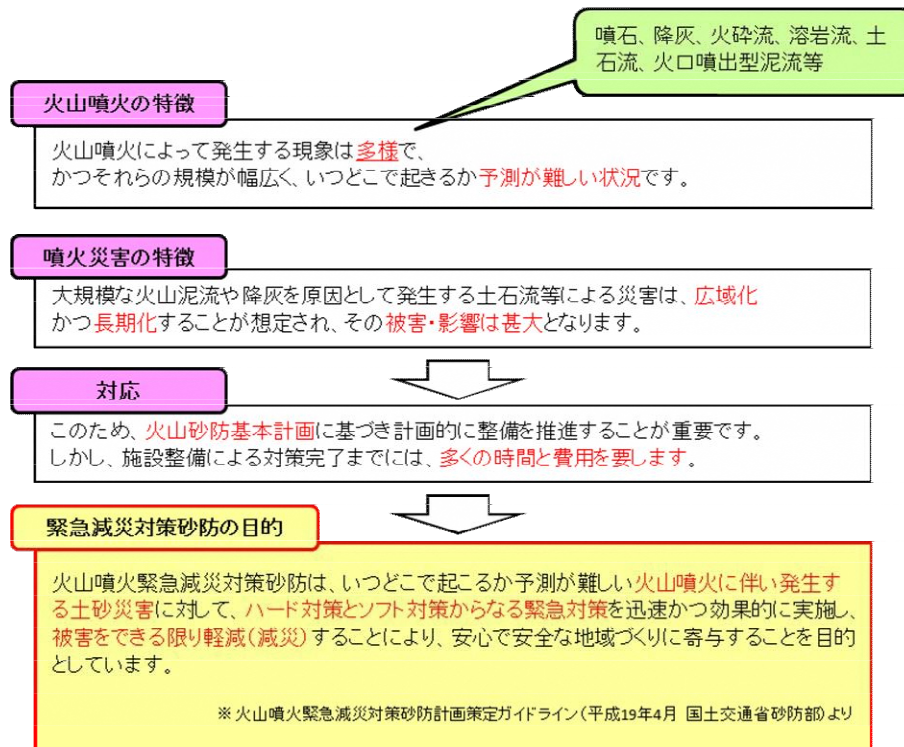 噴石、降灰、火砕流、溶岩流、土
石流、火口噴出型泥流等
火山噴火の特徴
火山噴火によって発生する現象は多様で、
かつそれらの規模が幅広く、いつどこで起きるか予測が難しい状況です。
噴火災害の特徴
大規模な火山泥流や降灰を原因として発生する土石流等による災害は、広域化
かつ長期化することが想定され、その被害・影響は甚大となります。
対応
このため、火山砂防基本計画に基づき計画的に整備を推進することが重要です。
しかし、施設整備による対策完了までには、多くの時間と費用を要します。
緊急減災対策砂防の目的
火山噴火緊急減災対策砂防は、いつどこで起こるか予測が難しい火山噴火に伴い発生す
る土砂災害に対して、ハード対策とソフト対策からなる緊急対策を迅速かつ効果的に実施し、
被害をできる限り軽減(減災)することにより、安心で安全な地域づくりに寄与することを目的
としています。
※火山噴火緊急減災対策砂防計画策定ガイドライン(平成19年4月 国土交通省砂防部)より